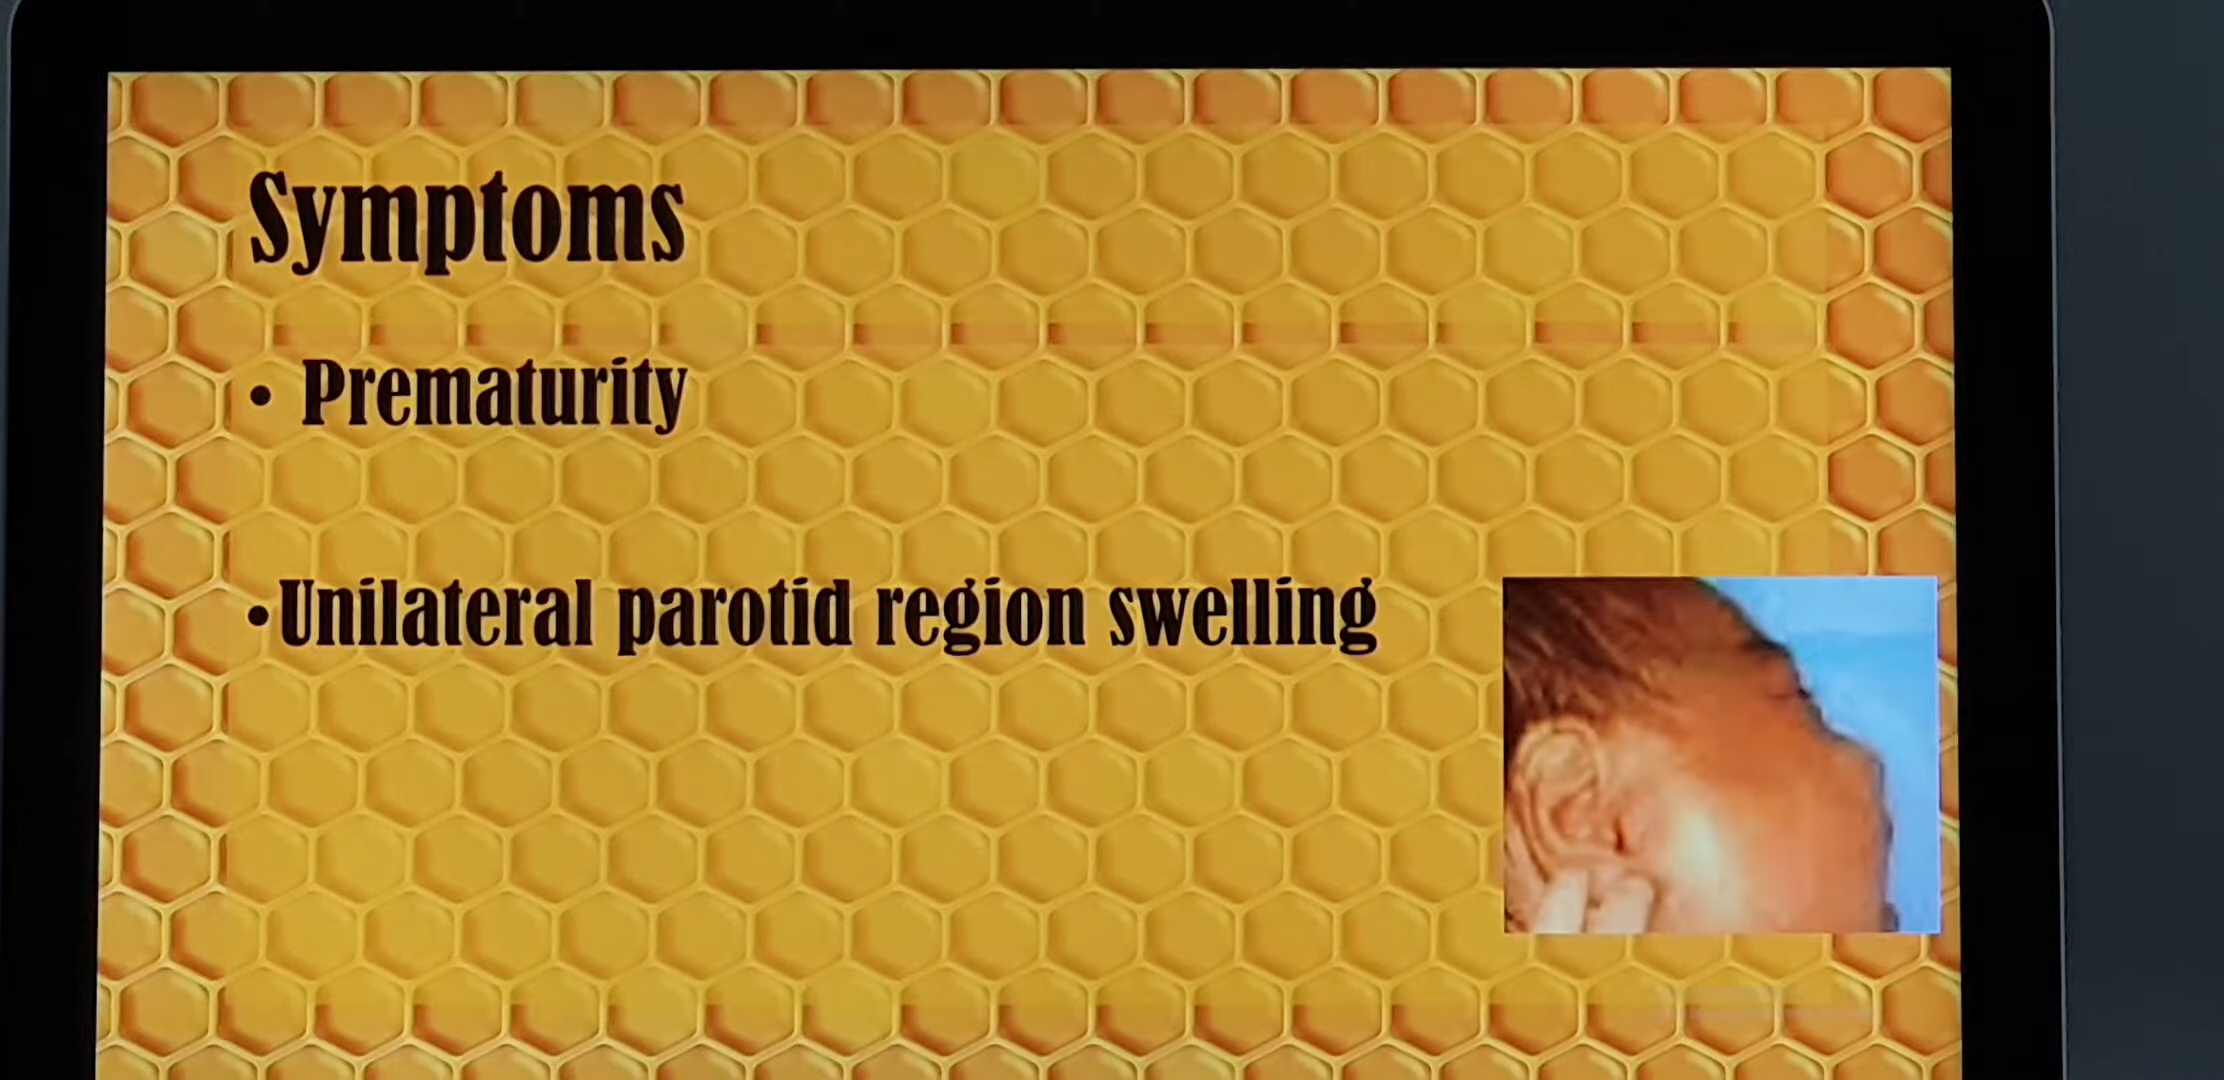 Symptoms
• Prematurity
•Unilateral parotid region swelling